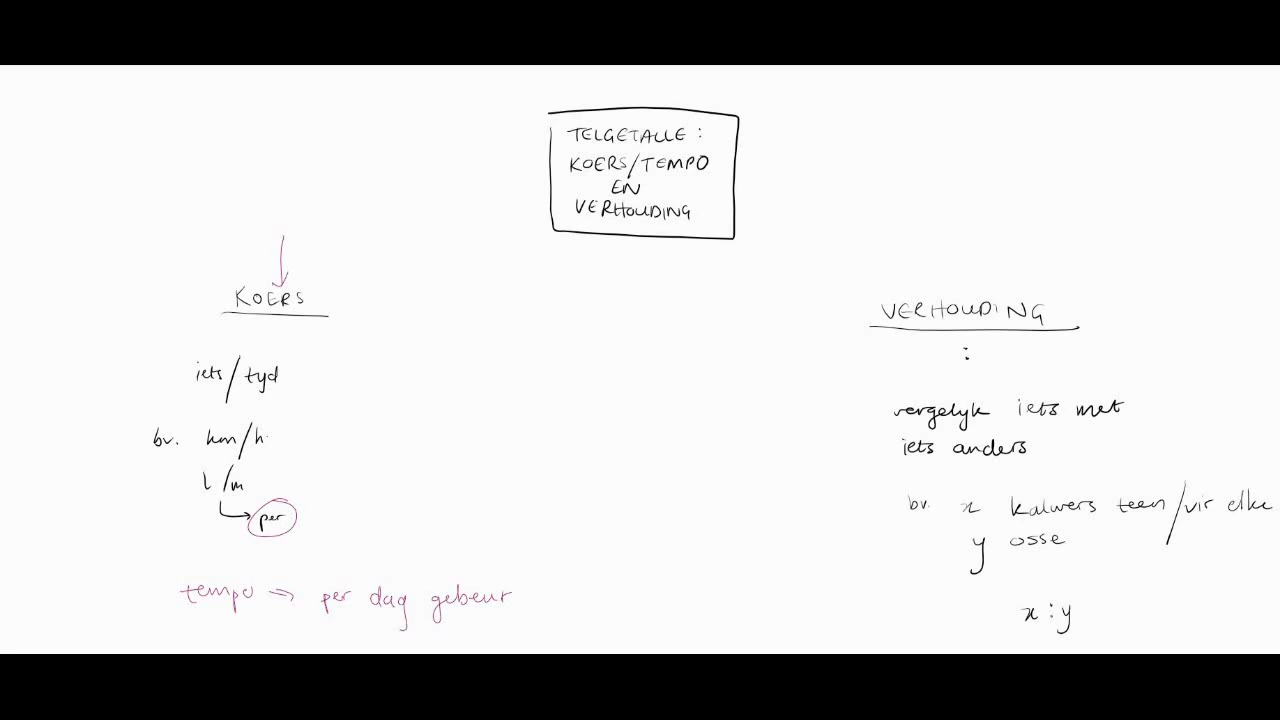 TELGETALLE :
KOERS/TEMPO
EN
VERHOUDING
KOERS
iets/tyd
bv. km/h.
l/m
per
tempo => per dag gebeur
VERHOUDING
:
vergelyk iets met
iets anders
bv. x kalwers teen/vir elke
y osse
x : y